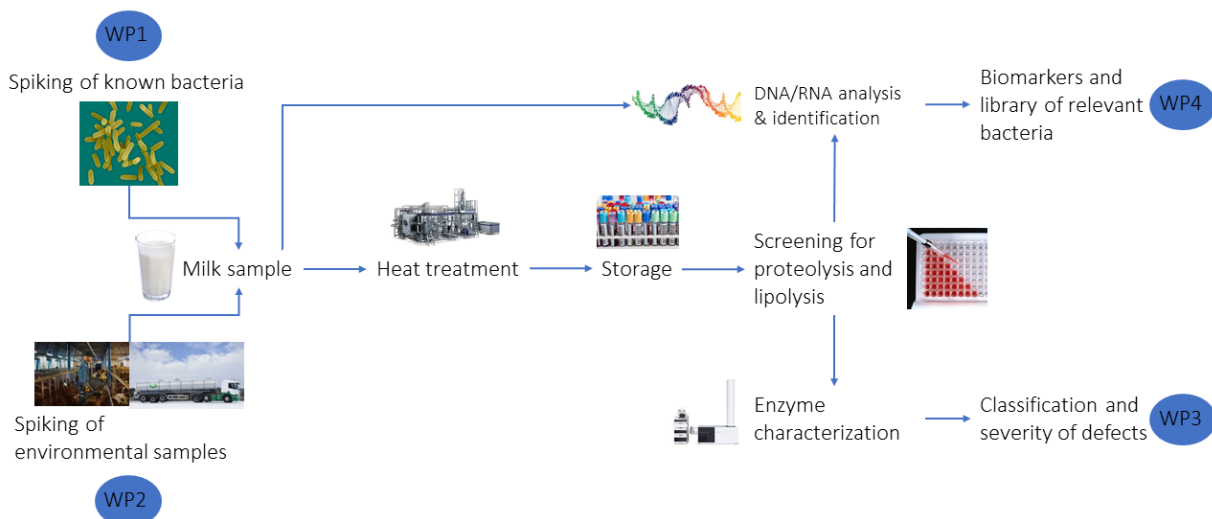 WP1
Spiking of known bacteria
DNA/RNA analysis
& identification
Biomarkers and
library of relevant
bacteria
WP4
Milk sample
Heat treatment
Storage
Screening for
proteolysis and
lipolysis
Spiking of
environmental samples
WP2
Enzyme
characterization
Classification and
severity of defects
WP3